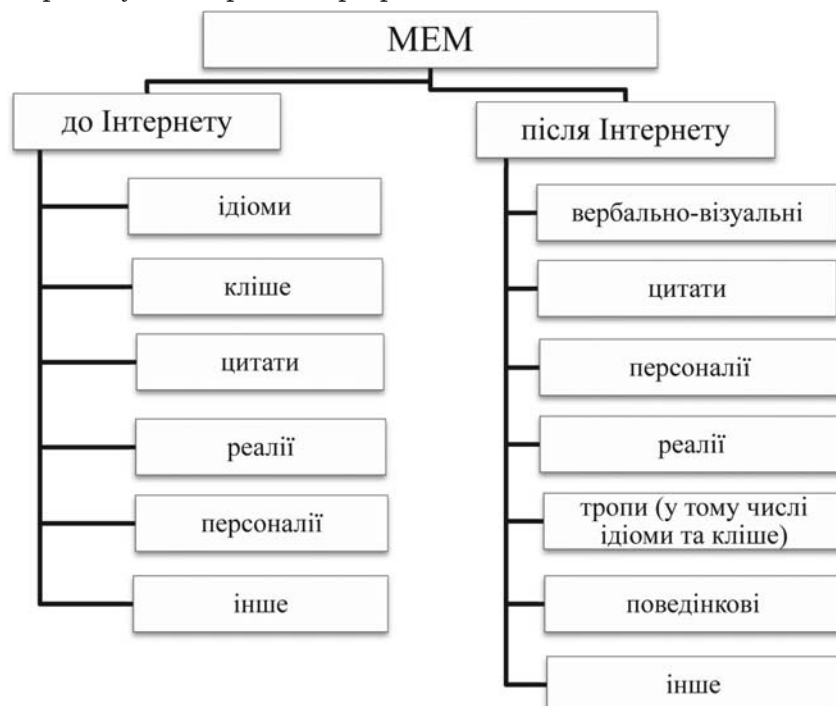 МЕМ
до Інтернету
ідіоми
кліше
цитати
реалії
персоналії
інше
після Інтернету
вербально-візуальні
цитати
персоналії
реалії
тропи (у тому числі
ідіоми та кліше)
поведінкові
інше